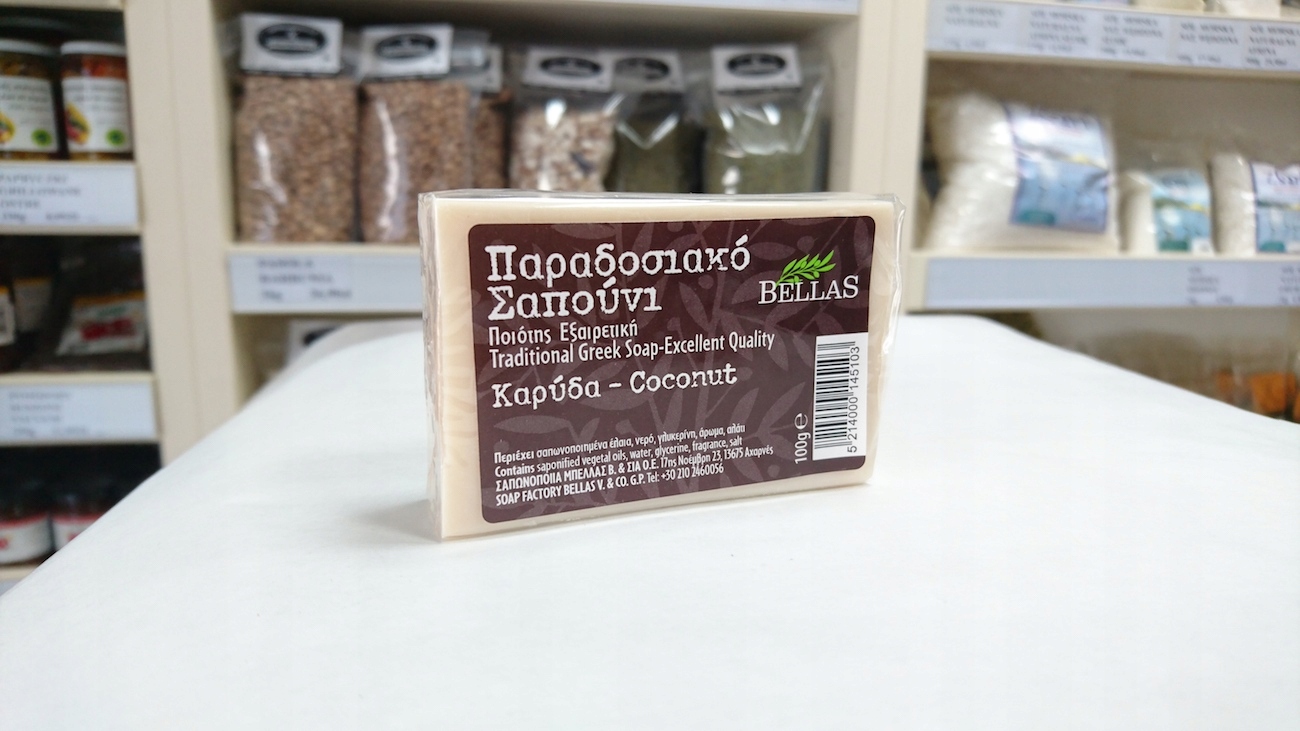 Παραδοσιακό
Σαπούνι
BELLAS
Ποιότης Εξαιρετική
Traditional Greek Soap-Excellent Quality
Καρύδα - Coconut
Περιέχει σαπωνοποιημένα έλαια, νερό, γλυκερίνη, άρωμα, αλάτι
Contains saponified vegetal oils, water, glycerine, fragrance, salt
ΣΑΠΩΝΟΠΟΙΙΑ ΜΠΕΛΛΑΣ Β. & ΣΙΑ Ο.Ε. 17ης Νοέμβρ 23, 13675 Αχαρνές
SOAP FACTORY BELLAS V. & CO. G.P. Tel: +30 210 2460056
100g ℮
5 214000 145103